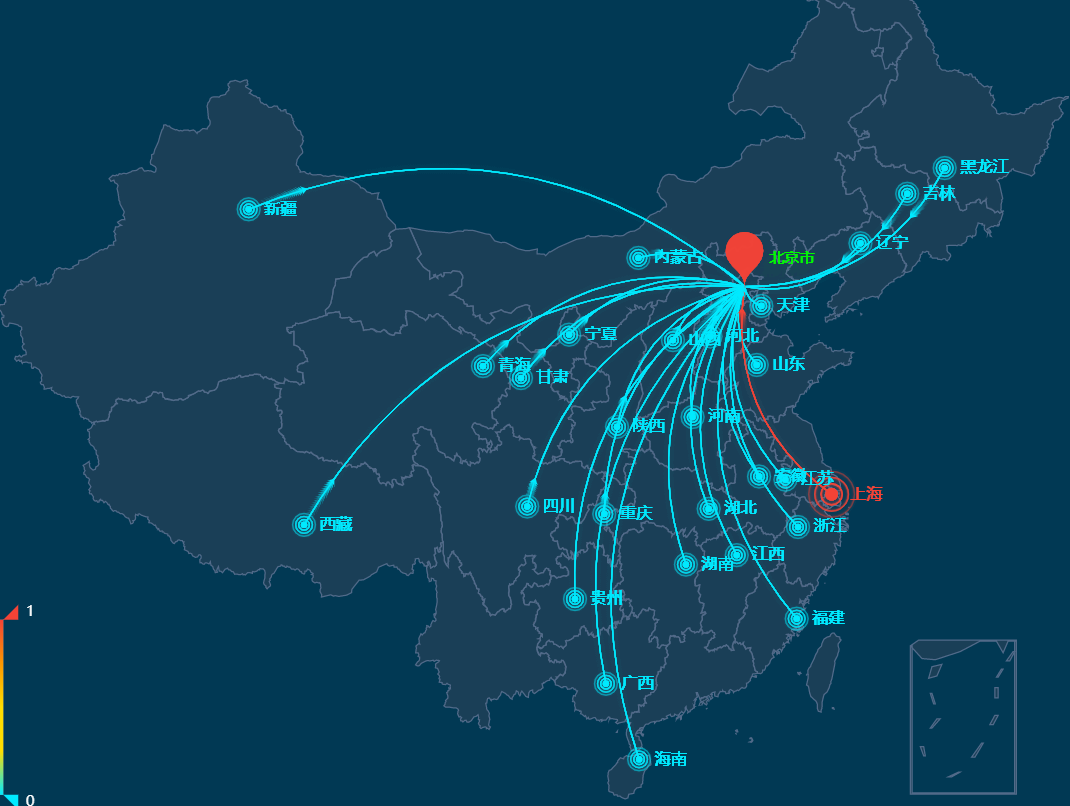 黑龙江
吉林
新疆
辽宁
内蒙古
北京市
天津
宁夏
山西
河北
青海
山东
甘肃
河南
陕西
安徽
江苏
上海
四川
湖北
重庆
西藏
浙江
江西
湖南
贵州
1
福建
广西
海南
0